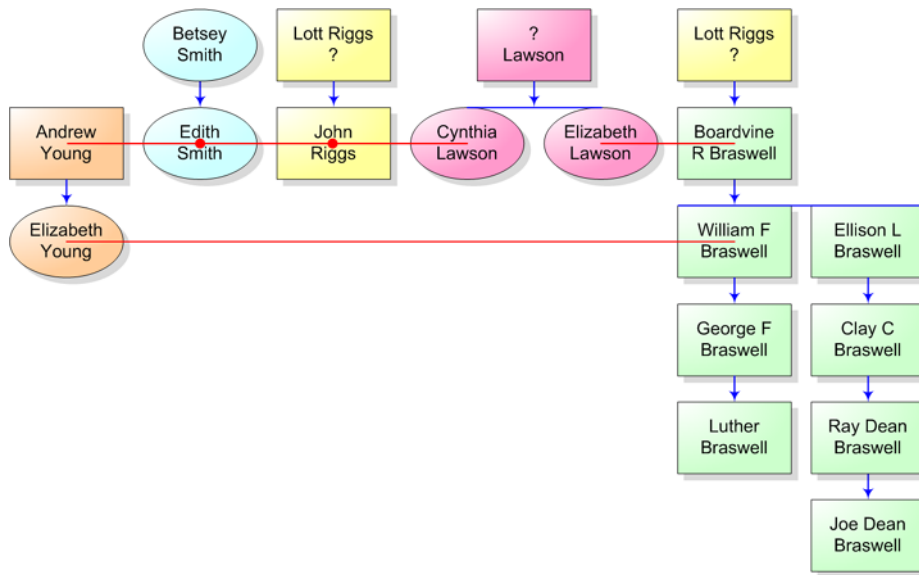 Betsey
Smith
Lott Riggs
?
?
Lawson
Lott Riggs
?
Andrew
Young
Edith
Smith
John
Riggs
Cynthia
Lawson
Elizabeth
Lawson
Boardvine
R Braswell
Elizabeth
Young
William F
Braswell
Ellison L
Braswell
George F
Braswell
Clay C
Braswell
Luther
Braswell
Ray Dean
Braswell
Joe Dean
Braswell